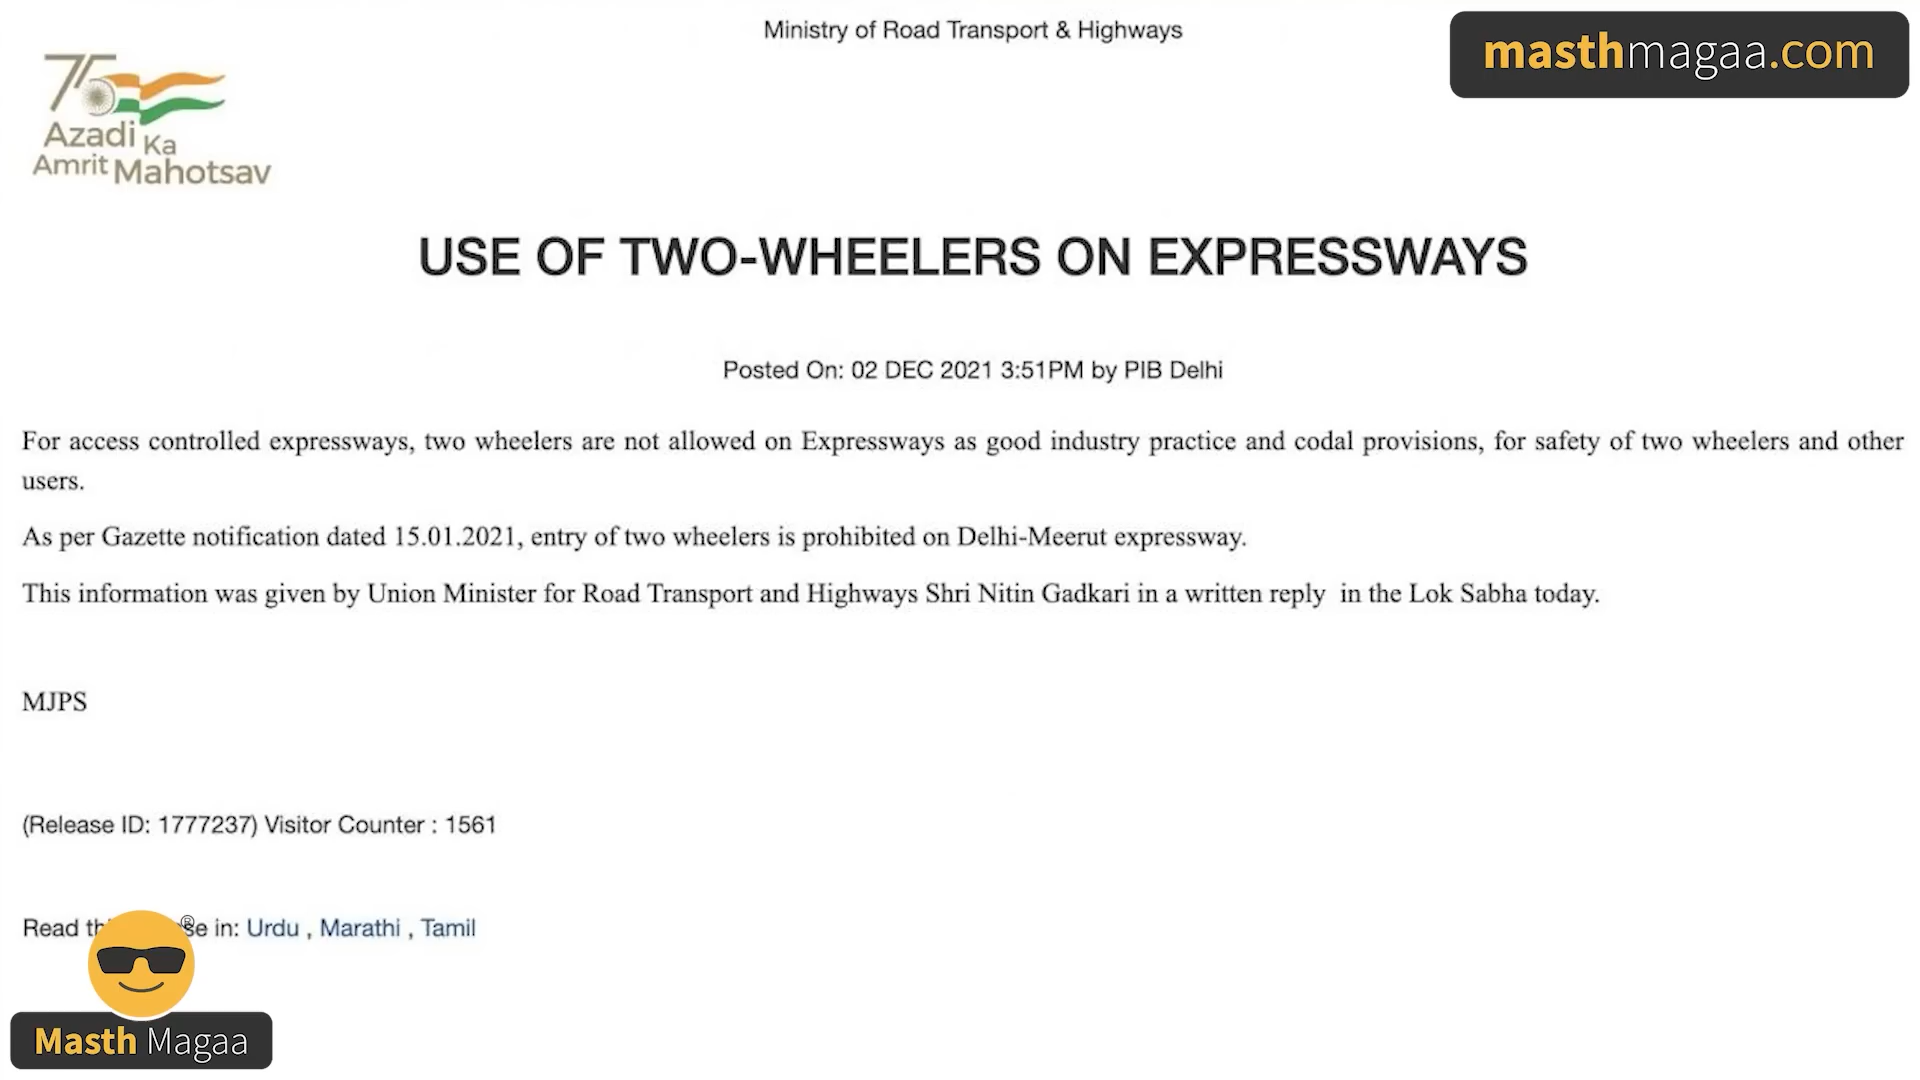 Ministry of Road Transport & Highways
masthmagaa.com
75
Azadi Ka
Amrit Mahotsav
USE OF TWO-WHEELERS ON EXPRESSWAYS
Posted On: 02 DEC 2021 3:51PM by PIB Delhi
For access controlled expressways, two wheelers are not allowed on Expressways as good industry practice and codal provisions, for safety of two wheelers and other
users.
As per Gazette notification dated 15.01.2021, entry of two wheelers is prohibited on Delhi-Meerut expressway.
This information was given by Union Minister for Road Transport and Highways Shri Nitin Gadkari in a written reply in the Lok Sabha today.
MJPS
(Release ID: 1777237) Visitor Counter : 1561
Read in: Urdu , Marathi , Tamil
®
Masth Magaa